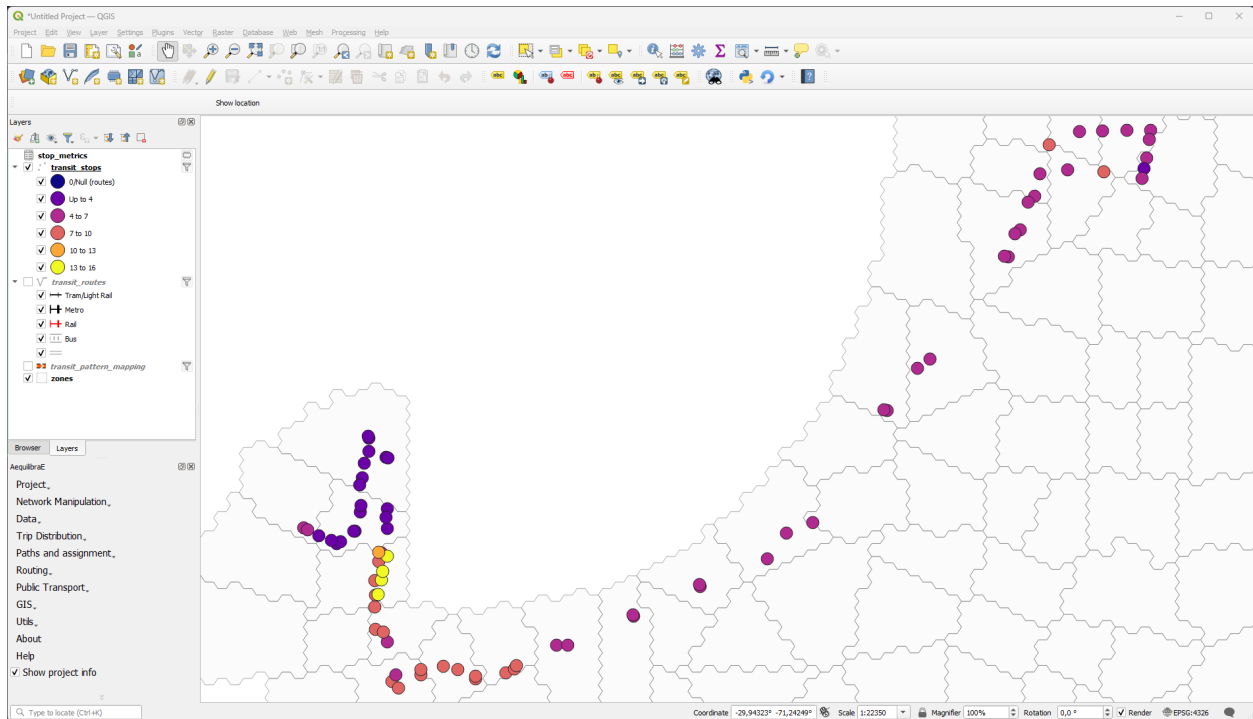 *Untitled Project — QGIS
Project Edit View Layer Settings Plugins Vector Raster Database Web Mesh Processing Help
Show location
Layers
stop_metrics
transit_stops
0/Null (routes)
Up to 4
4 to 7
7 to 10
10 to 13
13 to 16
transit_routes
Tram/Light Rail
Metro
Rail
Bus
transit_pattern_mapping
zones
Browser Layers
AequilibraE
Project
Network Manipulation
Data
Trip Distribution
Paths and assignment
Routing
Public Transport
GIS
Utils
About
Help
Show project info
Type to locate (Ctrl+K)
Coordinate -29,94323° -71,24249° Scale 1:22350 Magnifier 100% Rotation 0,0 ° Render EPSG:4326